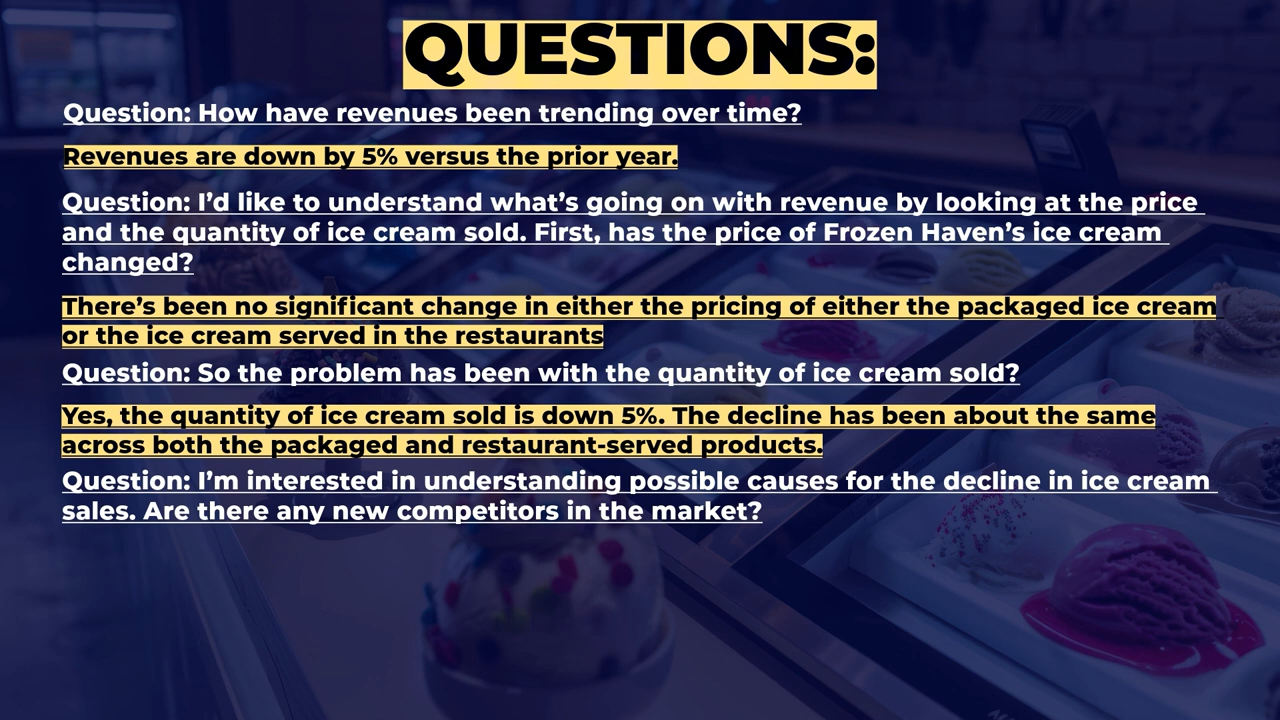 QUESTIONS:
Question: How have revenues been trending over time?
Revenues are down by 5% versus the prior year.
Question: I’d like to understand what’s going on with revenue by looking at the price
and the quantity of ice cream sold. First, has the price of Frozen Haven’s ice cream
changed?
There’s been no significant change in either the pricing of either the packaged ice cream
or the ice cream served in the restaurants
Question: So the problem has been with the quantity of ice cream sold?
Yes, the quantity of ice cream sold is down 5%. The decline has been about the same
across both the packaged and restaurant-served products.
Question: I’m interested in understanding possible causes for the decline in ice cream
sales. Are there any new competitors in the market?